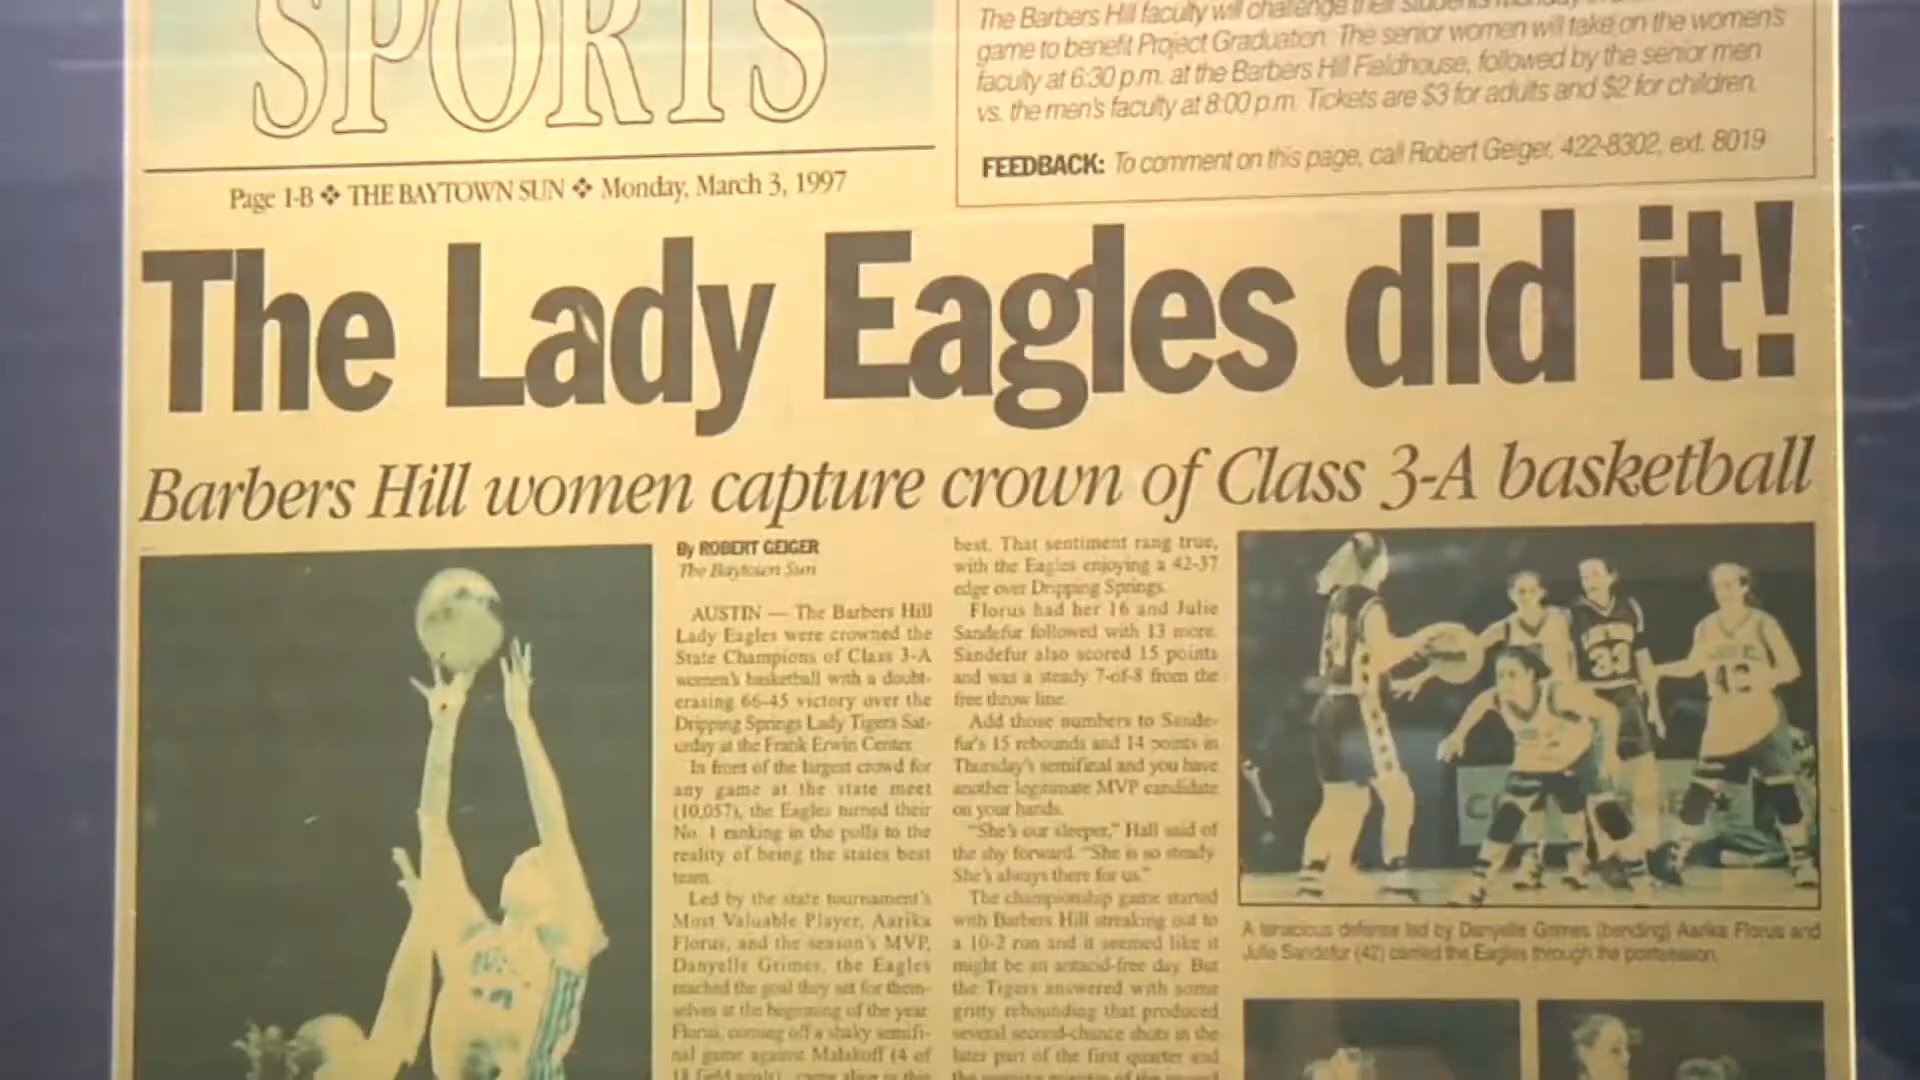 SPORTS
The Barbers Hill faculty will challenge their students Monday in a
game to benefit Project Graduation. The senior women will take on the women's
faculty at 6:30 p.m. at the Barbers Hill Fieldhouse, followed by the senior men
vs. the men's faculty at 8:00 p.m. Tickets are $3 for adults and $2 for children.
FEEDBACK: To comment on this page, call Robert Geiger, 422-8302, ext. 8019
Page 1-B ❖ THE BAYTOWN SUN ❖ Monday, March 3, 1997
The Lady Eagles did it!
Barbers Hill women capture crown of Class 3-A basketball
By ROBERT GEIGER
The Baytown Sun
AUSTIN — The Barbers Hill
Lady Eagles were crowned the
State Champions of Class 3-A
women's basketball with a doubt-
erasing 66-45 victory over the
Dripping Springs Lady Tigers Sat-
urday at the Frank Erwin Center.
In front of the largest crowd for
any game at the state meet
(10,057), the Eagles turned their
No. 1 ranking in the polls to the
reality of being the states best
team.
Led by the state tournament's
Most Valuable Player, Aarika
Florus, and the season's MVP,
Danyelle Grimes, the Eagles
reached the goal they set for them-
selves at the beginning of the year.
Florus, coming off a shaky semifi-
nal game against Malakoff (4 of
18 field goals), came alive in this
best. That sentiment rang true,
with the Eagles enjoying a 42-37
edge over Dripping Springs.
Florus had her 16 and Julie
Sandefur followed with 13 more.
Sandefur also scored 15 points
and was a steady 7-of-8 from the
free throw line.
Add those numbers to Sande-
fur's 15 rebounds and 14 points in
Thursday's semifinal and you have
another legitimate MVP candidate
on your hands.
"She's our sleeper," Hall said of
the shy forward. "She is so steady.
She's always there for us."
The championship game started
with Barbers Hill streaking out to
a 10-2 run and it seemed like it
might be an antacid-free day. But
the Tigers answered with some
gritty rebounding that produced
several second-chance shots in the
later part of the first quarter and
33
42
A tenacious defense led by Danyelle Grimes (bending) Aarika Florus and
Julie Sandefur (42) carried the Eagles through the postseason.